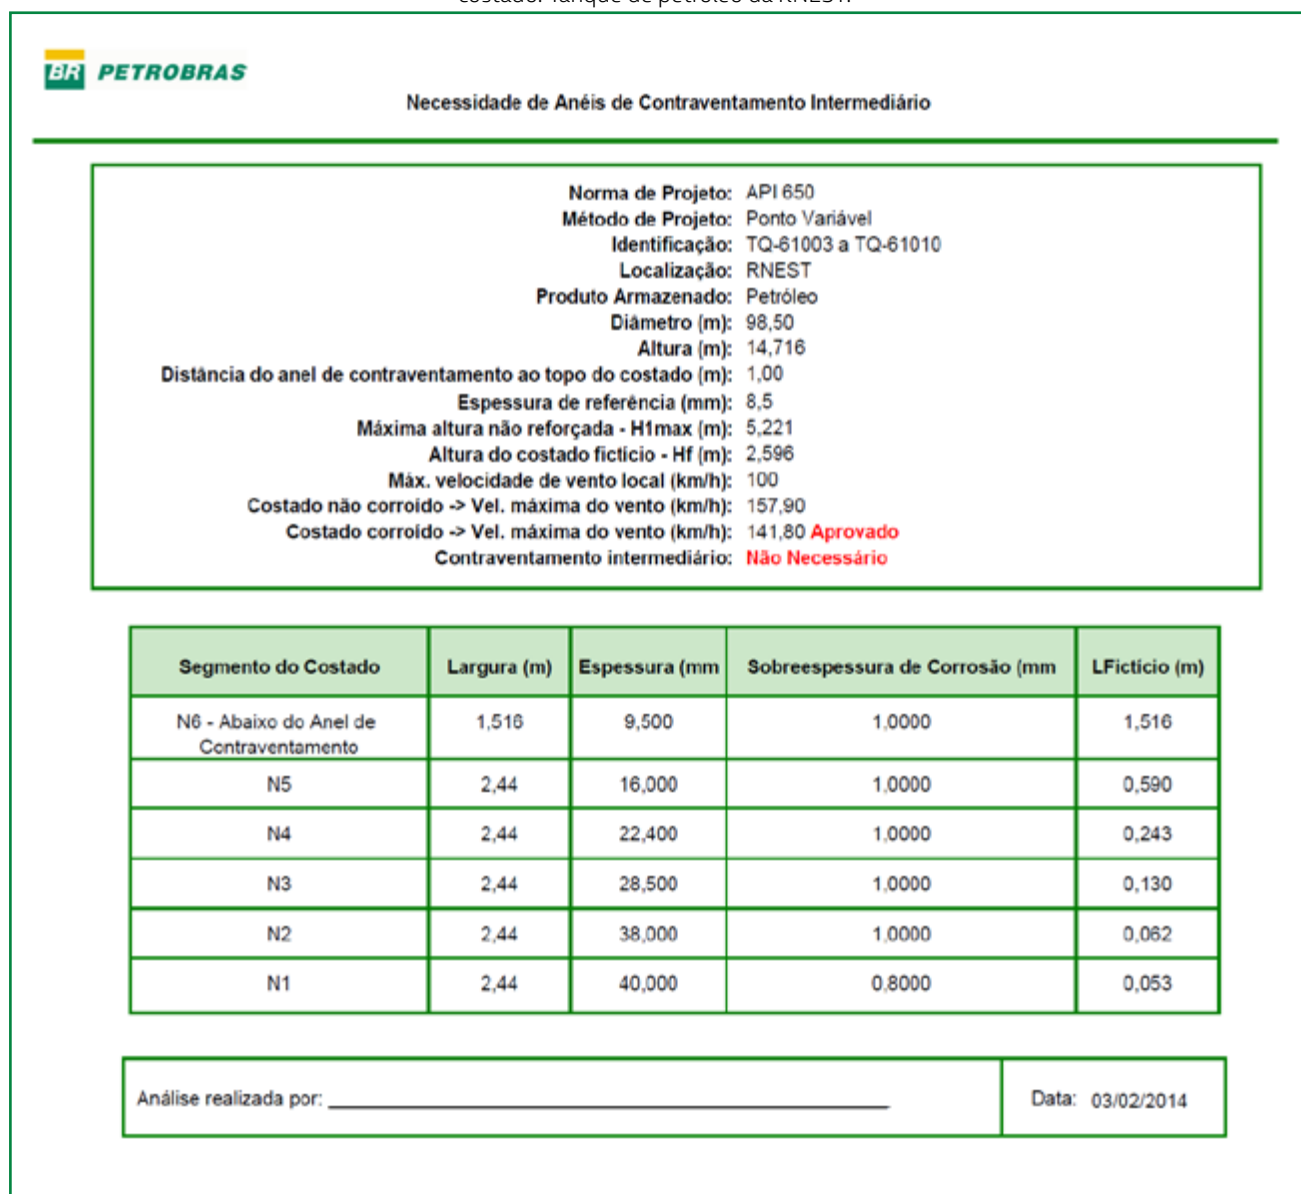 costado. Tanque de petróleo da RNEST.
BR PETROBRAS
Necessidade de Anéis de Contraventamento Intermediário
Norma de Projeto: API 650
Método de Projeto: Ponto Variável
Identificação: TQ-61003 a TQ-61010
Localização: RNEST
Produto Armazenado: Petróleo
Diâmetro (m): 98,50
Altura (m): 14,716
Distância do anel de contraventamento ao topo do costado (m): 1,00
Espessura de referência (mm): 8,5
Máxima altura não reforçada - H1max (m): 5,221
Altura do costado fictício - Hf (m): 2,596
Máx. velocidade de vento local (km/h): 100
Costado não corroído -> Vel. máxima do vento (km/h): 157,90
Costado corroído -> Vel. máxima do vento (km/h): 141,80 Aprovado
Contraventamento intermediário: Não Necessário
Segmento do Costado Largura (m) Espessura (mm Sobreespessura de Corrosão (mm LFictício (m)
N6 - Abaixo do Anel de Contraventamento 1,516 9,500 1,0000 1,516
N5 2,44 16,000 1,0000 0,590
N4 2,44 22,400 1,0000 0,243
N3 2,44 28,500 1,0000 0,130
N2 2,44 38,000 1,0000 0,062
N1 2,44 40,000 0,8000 0,053
Análise realizada por: Data: 03/02/2014